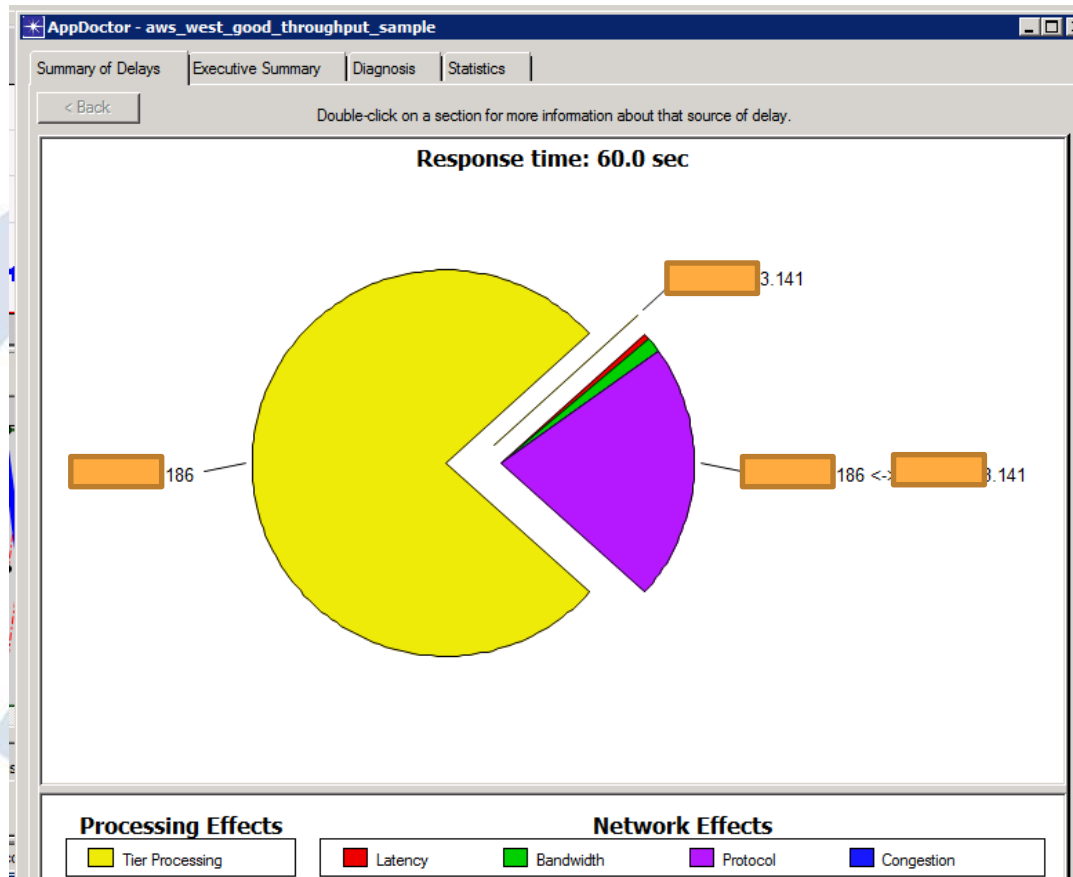 AppDoctor - aws_west_good_throughput_sample
Summary of Delays Executive Summary Diagnosis Statistics
< Back
Double-click on a section for more information about that source of delay.
Response time: 60.0 sec
3.141
186
186 <-> 3.141
Processing Effects Network Effects
Tier Processing Latency Bandwidth Protocol Congestion